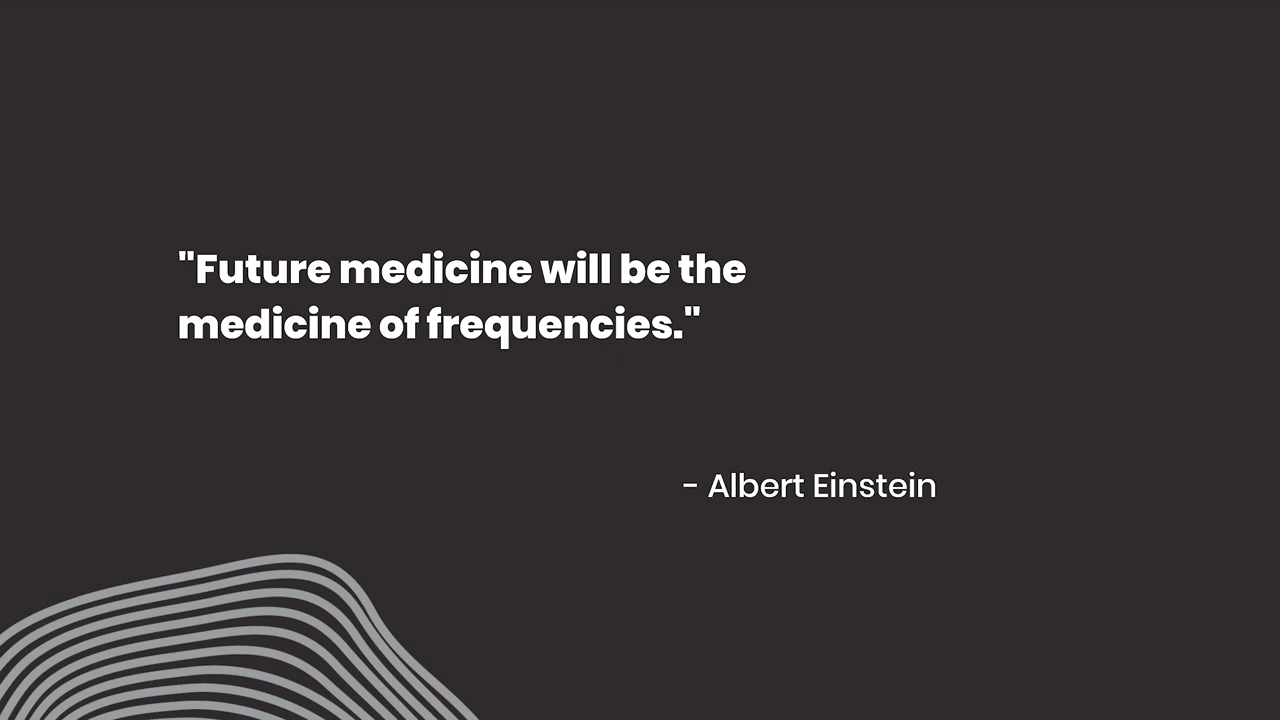 "Future medicine will be the
medicine of frequencies."
- Albert Einstein